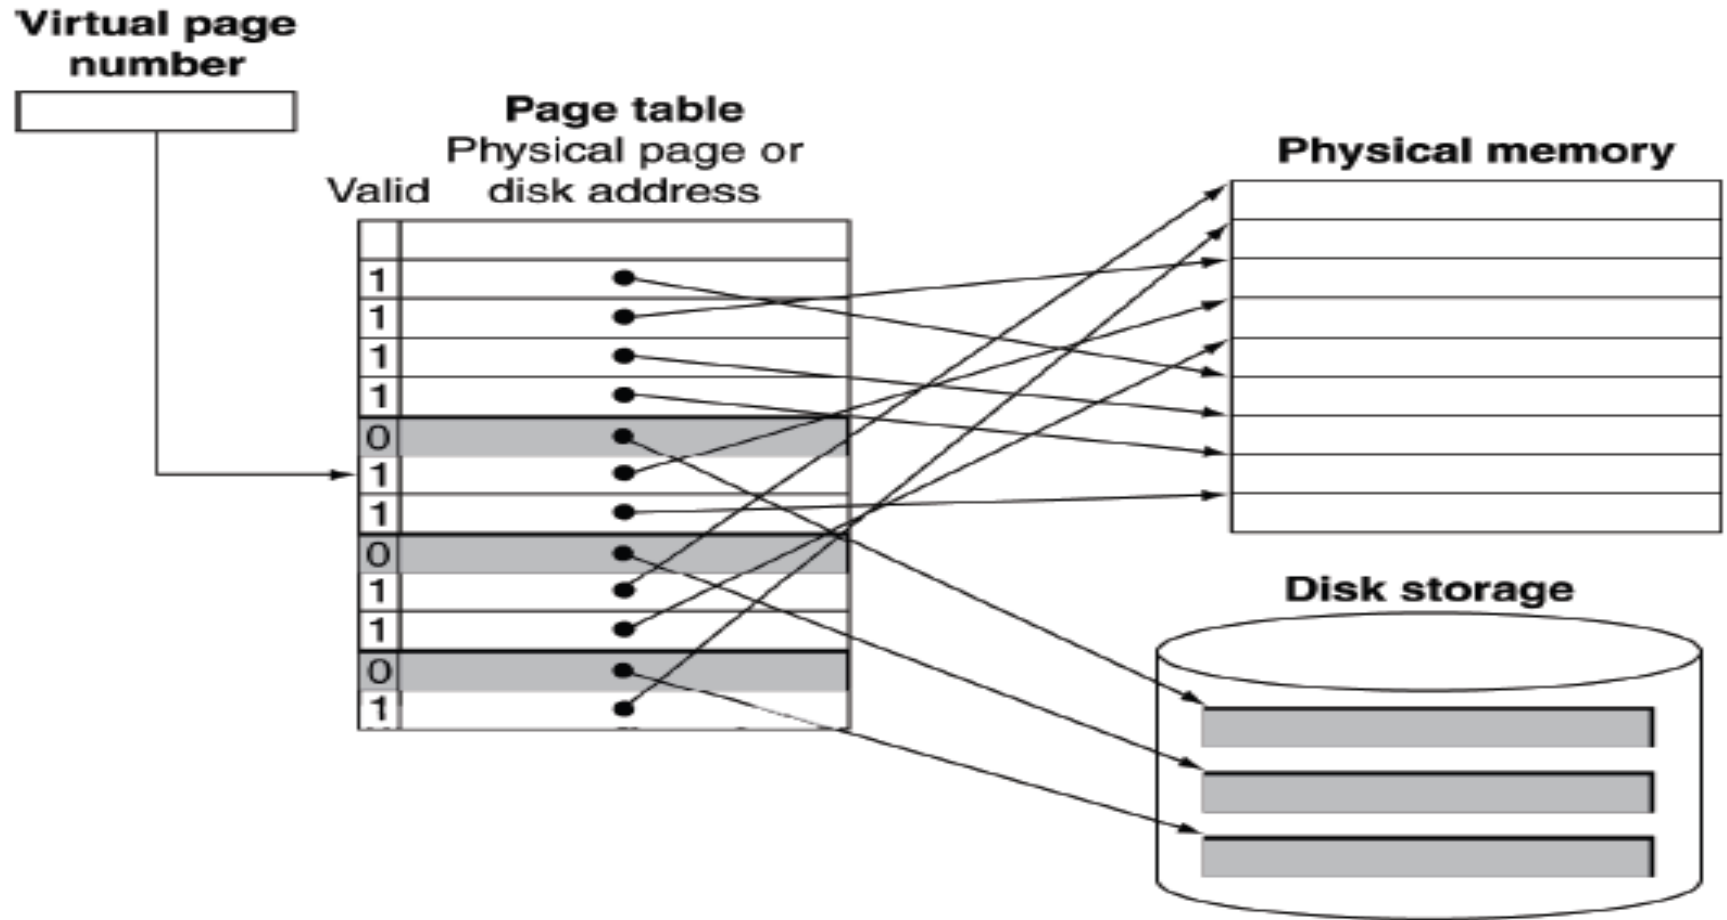 Virtual page
number
Page table
Physical page or
Valid disk address
Physical memory
1
1
1
1
0
1
1
0
1
1
0
1
Disk storage